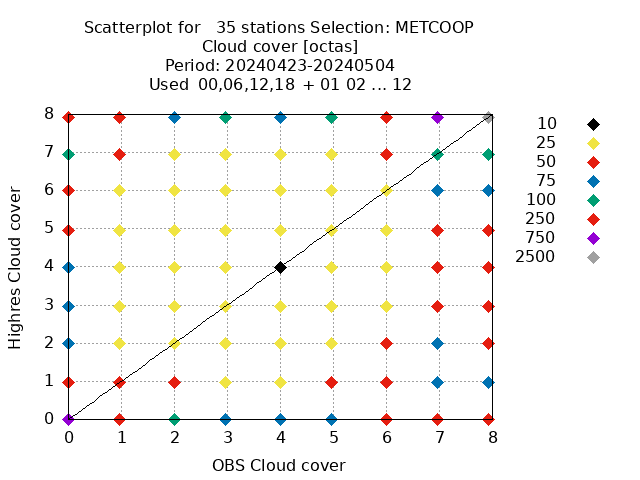 Scatterplot for   35 stations Selection: METCOOP
Cloud cover [octas]
Period: 20240423-20240504
Used  00,06,12,18 + 01 02 ... 12
8
7
6
5
4
3
2
1
0
Highres Cloud cover
0 1 2 3 4 5 6 7 8
OBS Cloud cover
10
25
50
75
100
250
750
2500